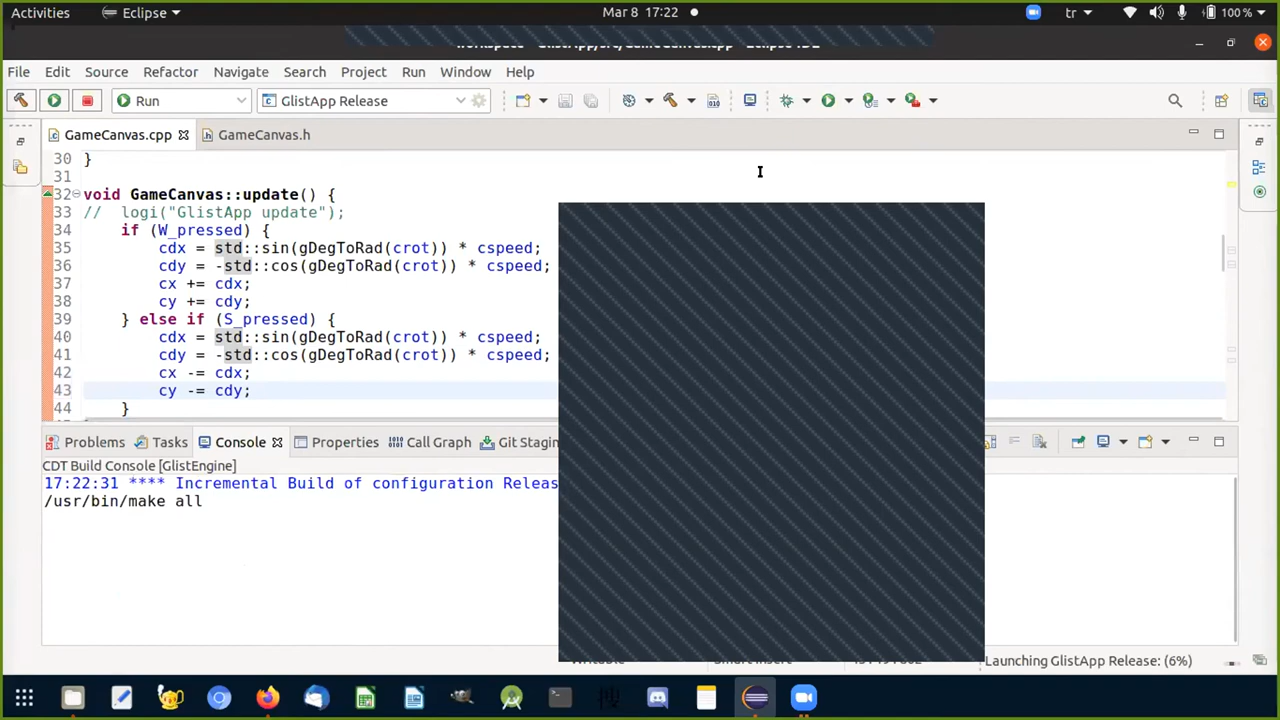 Activities Eclipse Mar 8 17:22 tr 100 %
File Edit Source Refactor Navigate Search Project Run Window Help
Run GlistApp Release
GameCanvas.cpp GameCanvas.h
30 }
31
32 void GameCanvas::update() {
33 // logi("GlistApp update");
34 if (W_pressed) {
35 cdx = std::sin(gDegToRad(crot)) * cspeed;
36 cdy = -std::cos(gDegToRad(crot)) * cspeed;
37 cx += cdx;
38 cy += cdy;
39 } else if (S_pressed) {
40 cdx = std::sin(gDegToRad(crot)) * cspeed;
41 cdy = -std::cos(gDegToRad(crot)) * cspeed;
42 cx -= cdx;
43 cy -= cdy;
44 }
Problems Tasks Console Properties Call Graph Git Stagin
CDT Build Console [GlistEngine]
17:22:31 **** Incremental Build of configuration Releas
/usr/bin/make all
Launching GlistApp Release: (6%)